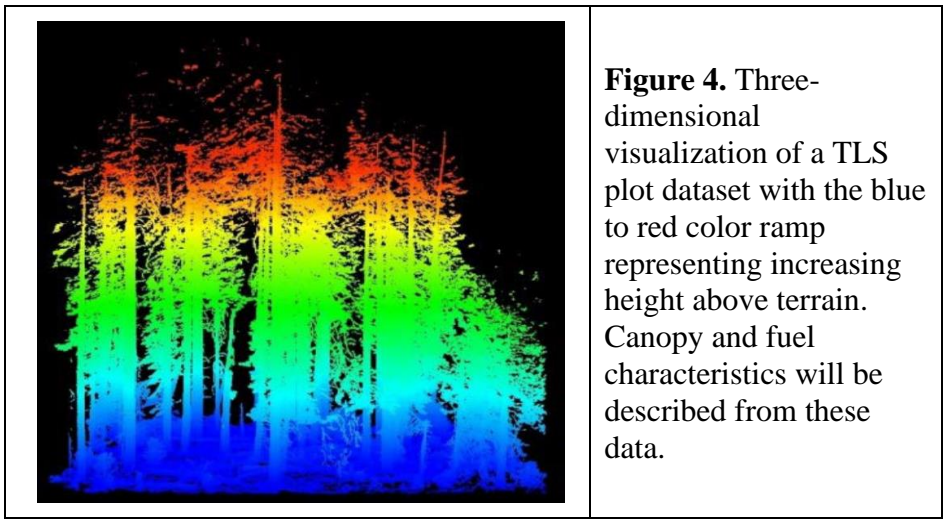 Figure 4. Three-
dimensional
visualization of a TLS
plot dataset with the blue
to red color ramp
representing increasing
height above terrain.
Canopy and fuel
characteristics will be
described from these
data.